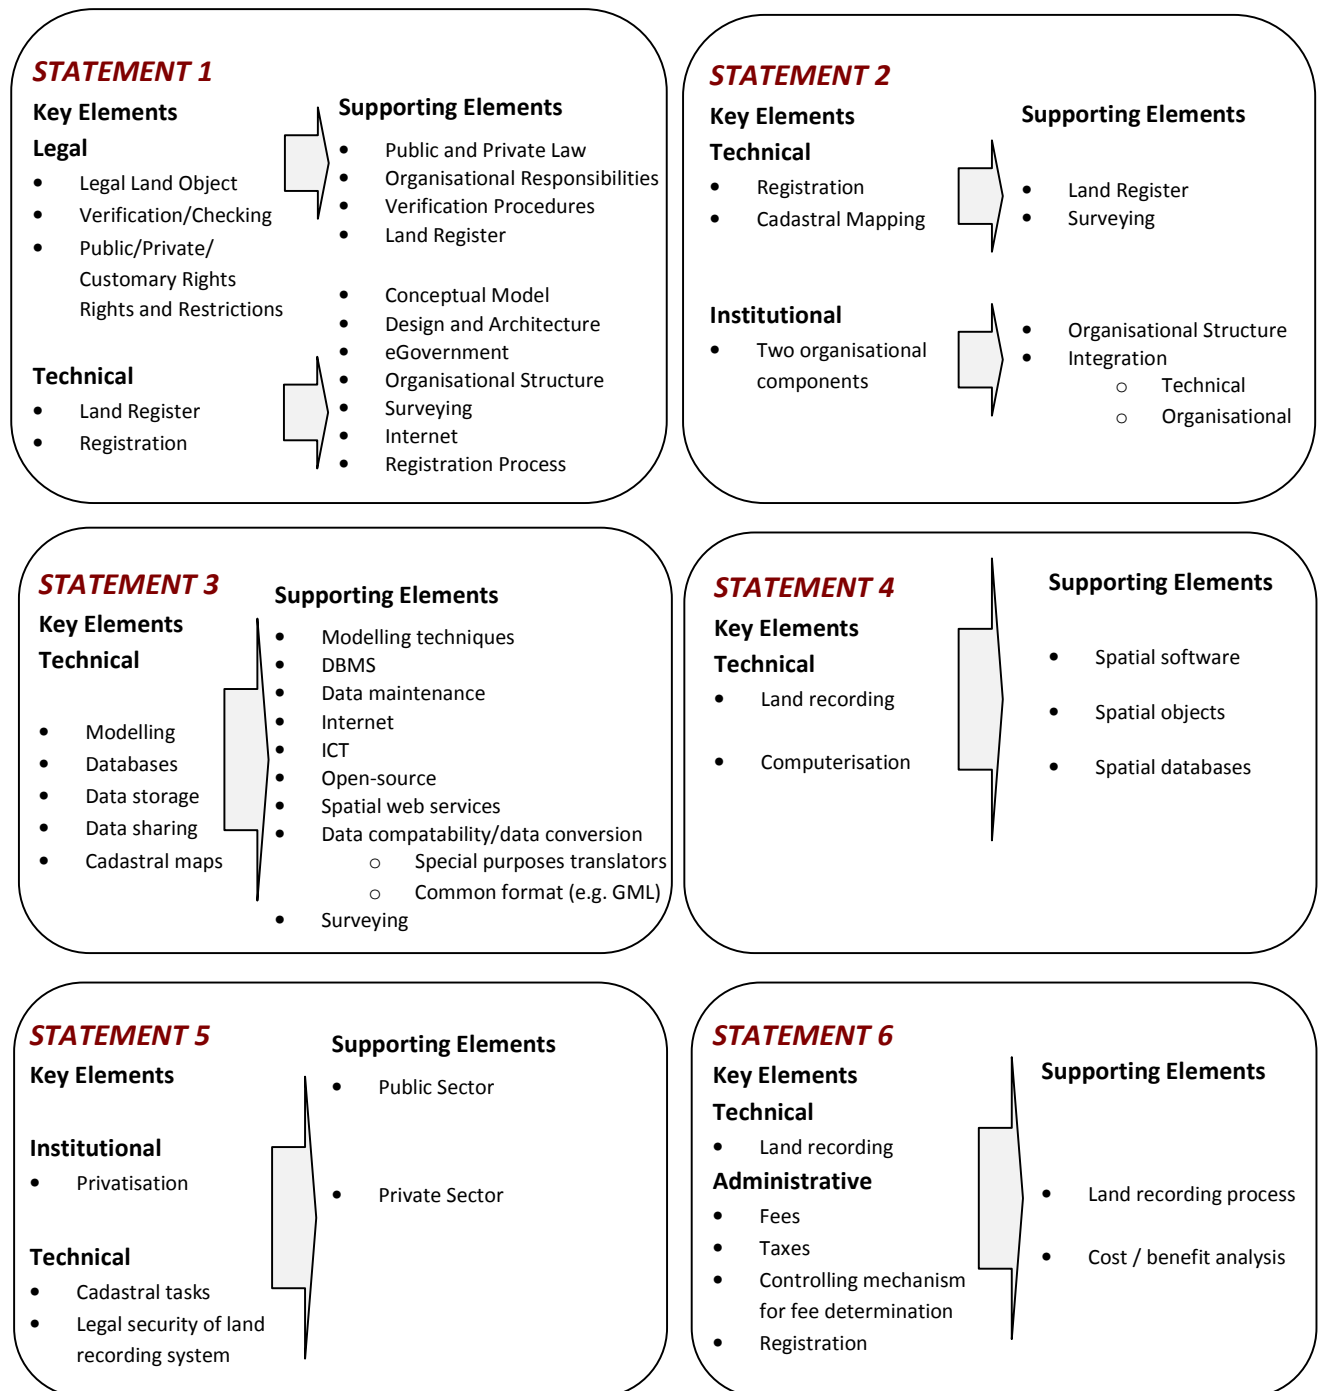 STATEMENT 1
Key Elements
Legal
• Legal Land Object
• Verification/Checking
• Public/Private/
Customary Rights
Rights and Restrictions
Technical
• Land Register
• Registration
Supporting Elements
• Public and Private Law
• Organisational Responsibilities
• Verification Procedures
• Land Register
• Conceptual Model
• Design and Architecture
• eGovernment
• Organisational Structure
• Surveying
• Internet
• Registration Process
STATEMENT 2
Key Elements
Technical
• Registration
• Cadastral Mapping
Institutional
• Two organisational
components
Supporting Elements
• Land Register
• Surveying
• Organisational Structure
• Integration
o Technical
o Organisational
STATEMENT 3
Key Elements
Technical
• Modelling
• Databases
• Data storage
• Data sharing
• Cadastral maps
Supporting Elements
• Modelling techniques
• DBMS
• Data maintenance
• Internet
• ICT
• Open-source
• Spatial web services
• Data compatability/data conversion
o Special purposes translators
o Common format (e.g. GML)
• Surveying
STATEMENT 4
Key Elements
Technical
• Land recording
• Computerisation
Supporting Elements
• Spatial software
• Spatial objects
• Spatial databases
STATEMENT 5
Key Elements
Institutional
• Privatisation
Technical
• Cadastral tasks
• Legal security of land
recording system
Supporting Elements
• Public Sector
• Private Sector
STATEMENT 6
Key Elements
Technical
• Land recording
Administrative
• Fees
• Taxes
• Controlling mechanism
for fee determination
• Registration
Supporting Elements
• Land recording process
• Cost / benefit analysis